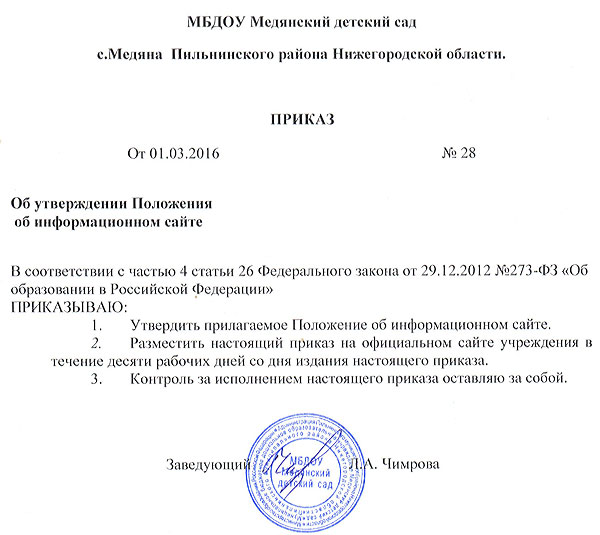 МБДОУ Медянский детский сад
с.Медяна Пильнинского района Нижегородской области.
ПРИКАЗ
От 01.03.2016 № 28
Об утверждении Положения
об информационном сайте
В соответствии с частью 4 статьи 26 Федерального закона от 29.12.2012 №273-ФЗ «Об
образовании в Российской Федерации»
ПРИКАЗЫВАЮ:
1. Утвердить прилагаемое Положение об информационном сайте.
2. Разместить настоящий приказ на официальном сайте учреждения в
течение десяти рабочих дней со дня издания настоящего приказа.
3. Контроль за исполнением настоящего приказа оставляю за собой.
Заведующий Л.А. Чимрова
МБДОУ
Медянский
детский сад